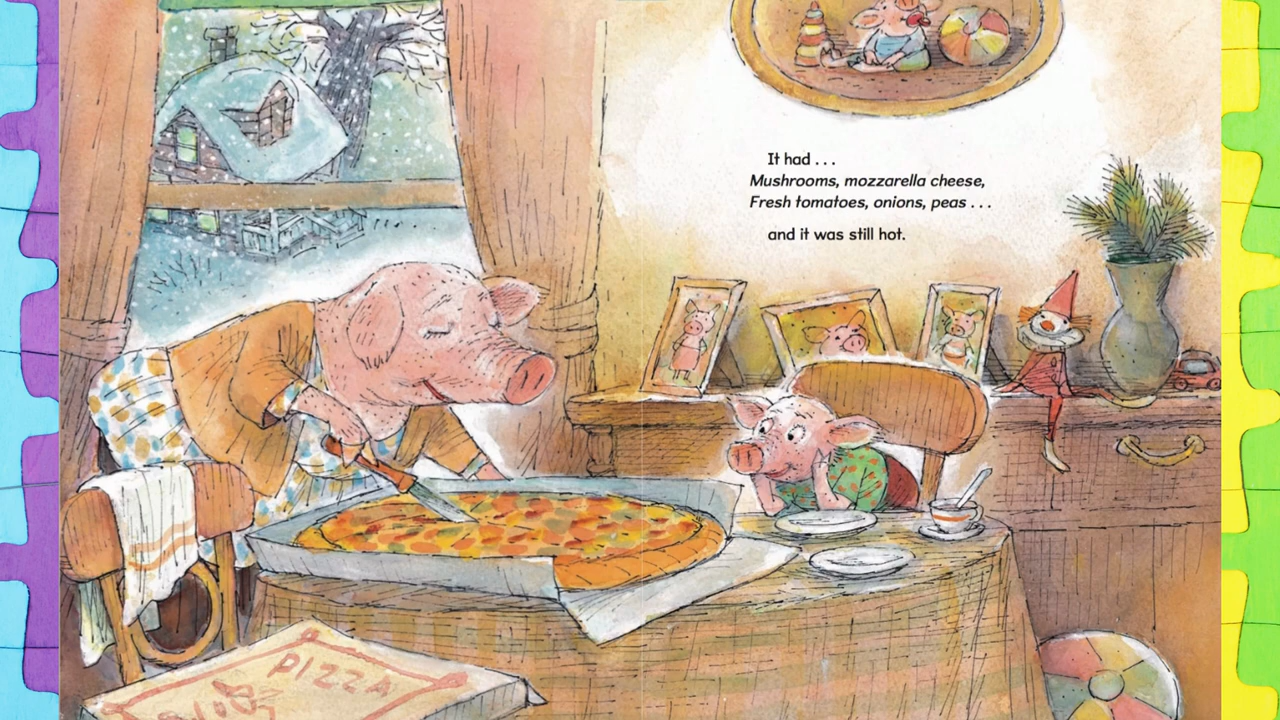 It had . . .
Mushrooms, mozzarella cheese,
Fresh tomatoes, onions, peas . . .
and it was still hot.
PIZZA